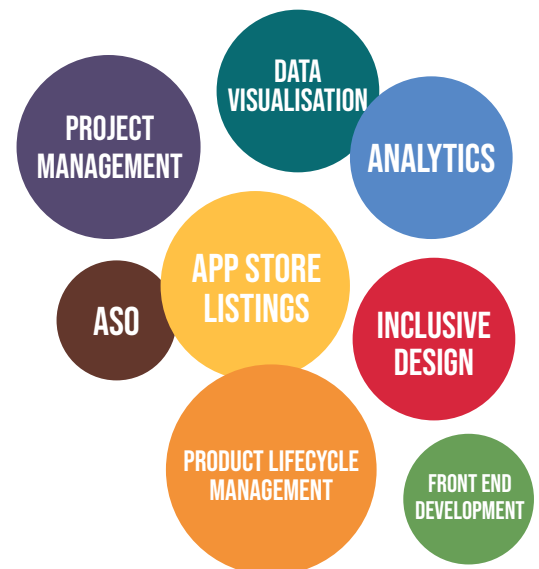 DATA
VISUALISATION
PROJECT
MANAGEMENT
ANALYTICS
APP STORE
LISTINGS
ASO
INCLUSIVE
DESIGN
PRODUCT LIFECYCLE
MANAGEMENT
FRONT END
DEVELOPMENT